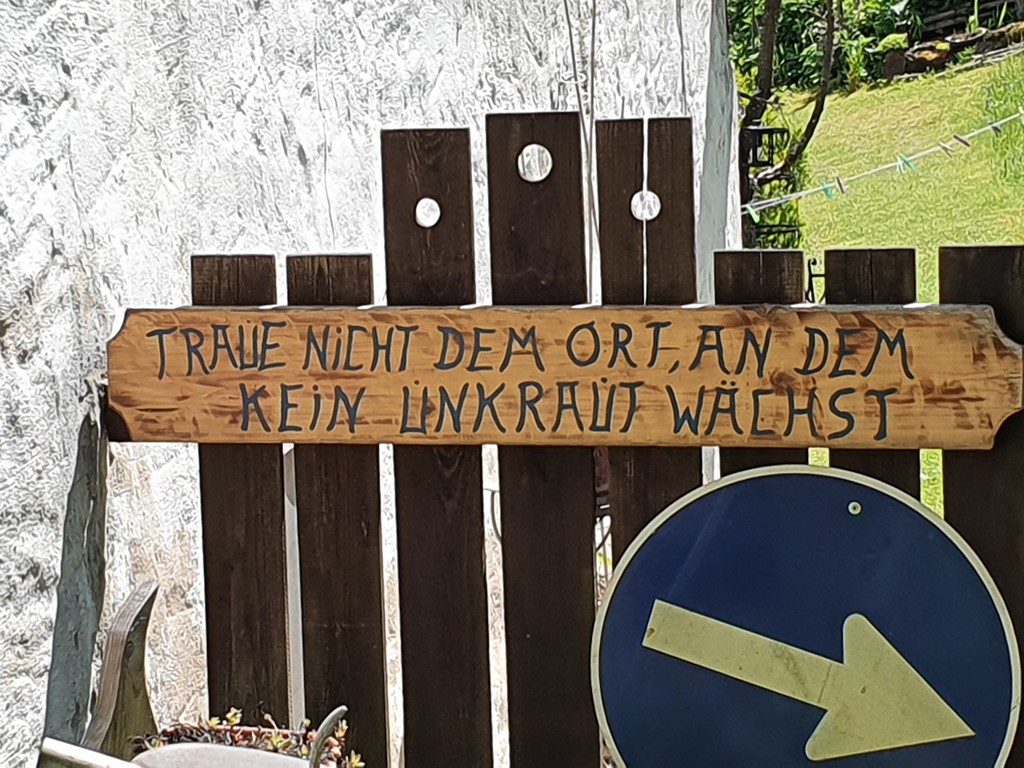 TRAUE NICHT DEM ORT, AN DEM
KEIN UNKRAUT WÄCHST